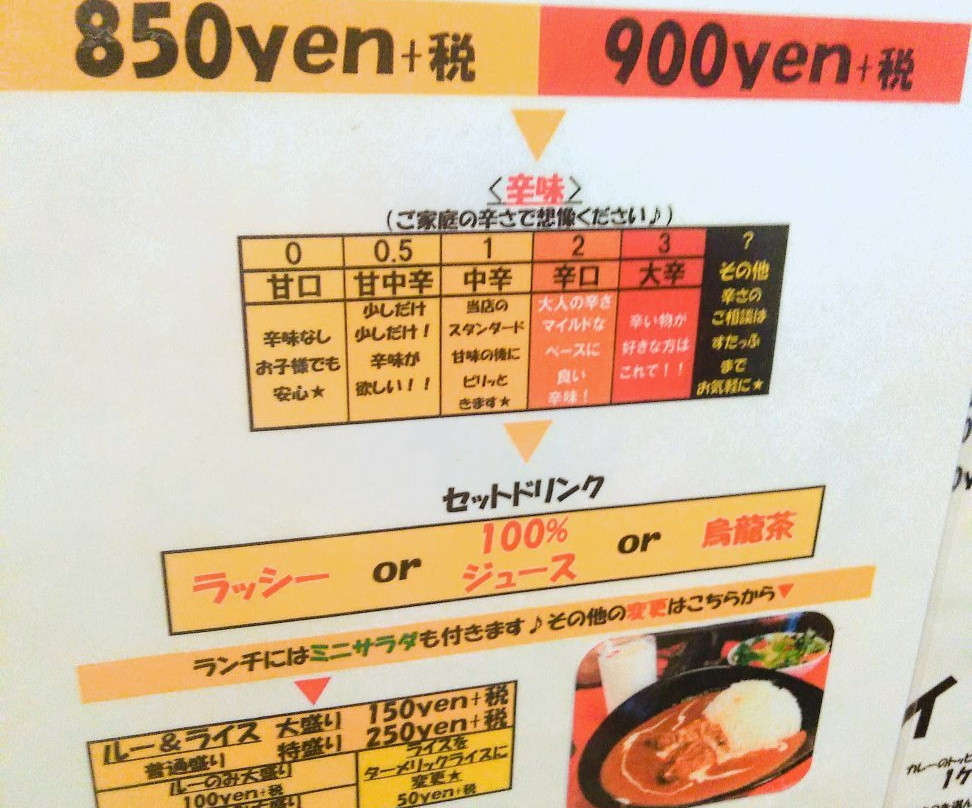 850yen+税
900yen+税
<辛味>
(ご家庭の辛さで想像ください♪)
0
0.5
1
2
3
?
甘口
甘中辛
中辛
辛口
大辛
その他
辛味なし
お子様でも
安心★
少しだけ
少しだけ!
辛味が
欲しい!!
当店の
スタンダード
甘味の後に
ピリッと
きます★
大人の辛さ
マイルドな
ベースに
良い
辛味!
辛い物が
好きな方は
これで!!
辛さの
ご相談は
すたっふ
まで
お気軽に★
セットドリンク
ラッシー or 100%
ジュース or 烏龍茶
ランチにはミニサラダも付きます♪その他の変更はこちらから▼
ルー&ライス 大盛り 150yen+税
特盛り 250yen+税
普通盛り
ルーのみ大盛り
100yen+税
ライスを
ターメリックライスに
変更★
50yen+税
イ
カレーのトッピ